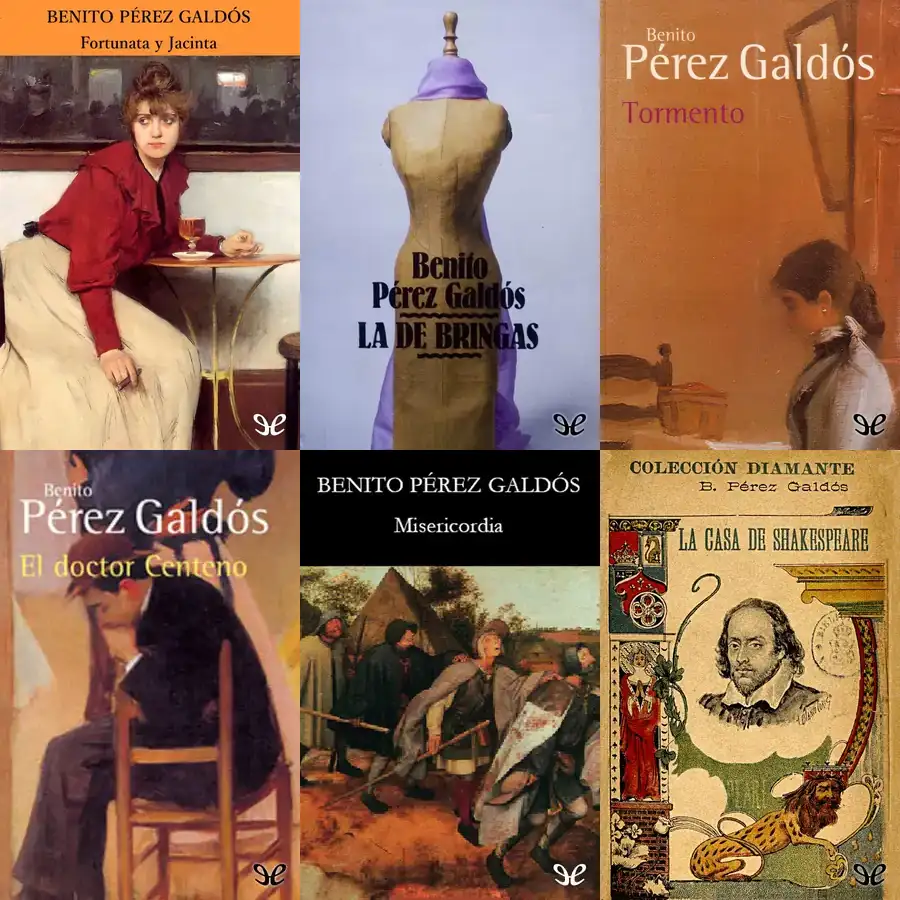 BENITO PÉREZ GALDÓS
Fortunata y Jacinta
Benito
Pérez Galdós
LA DE BRINGAS
Benito
Pérez Galdós
Tormento
Benito
Pérez Galdós
El doctor Centeno
BENITO PÉREZ GALDÓS
Misericordia
COLECCIÓN DIAMANTE
B. Pérez Galdós
LA CASA DE SHAKESPEARE